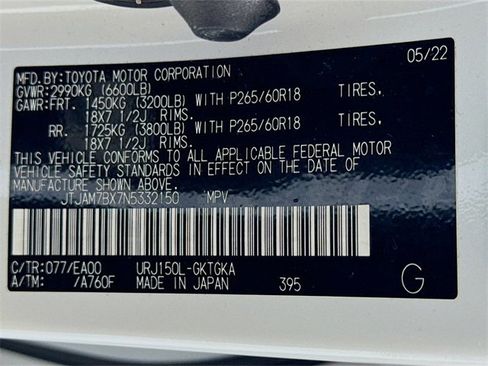 MFD.BY:TOYOTA MOTOR CORPORATION 05/22
GVWR:2990KG (6600LB)
GAWR:FRT. 1450KG (3200LB) WITH P265/60R18 TIRES,
18X7 1/2J RIMS.
RR. 1725KG (3800LB) WITH P265/60R18 TIRES,
18X7 1/2J RIMS.
THIS VEHICLE CONFORMS TO ALL APPLICABLE FEDERAL MOTOR
VEHICLE SAFETY STANDARDS IN EFFECT ON THE DATE OF
MANUFACTURE SHOWN ABOVE.
JTJAM7BX7N5332150 MPV
C/TR:077/EA00 URJ150L-GKTGKA
A/TM: /A760F MADE IN JAPAN 395 G